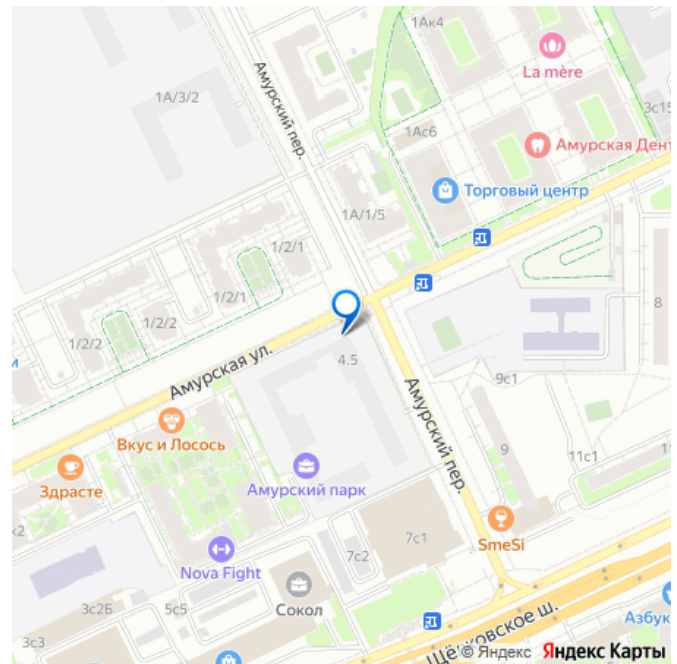 1Ак4
La mère
1А/3/2
Амурский пер.
3с15
1Ас6
Амурская Дент
Торговый центр
1А/1/5
1/2/1
1/2/1
1/2/2
1/2/2
и
8
4.5
Амурская ул.
9с1
Амурский пер.
Вкус и Лосось
9
11с1
11
Здрасте
Амурский парк
к2
SmeSi
7с1
7с2
Nova Fight
Сокол
3с2Б
5с5
3с3
Щёлковское ш.
Азбук
© Яндекс Яндекс Карты